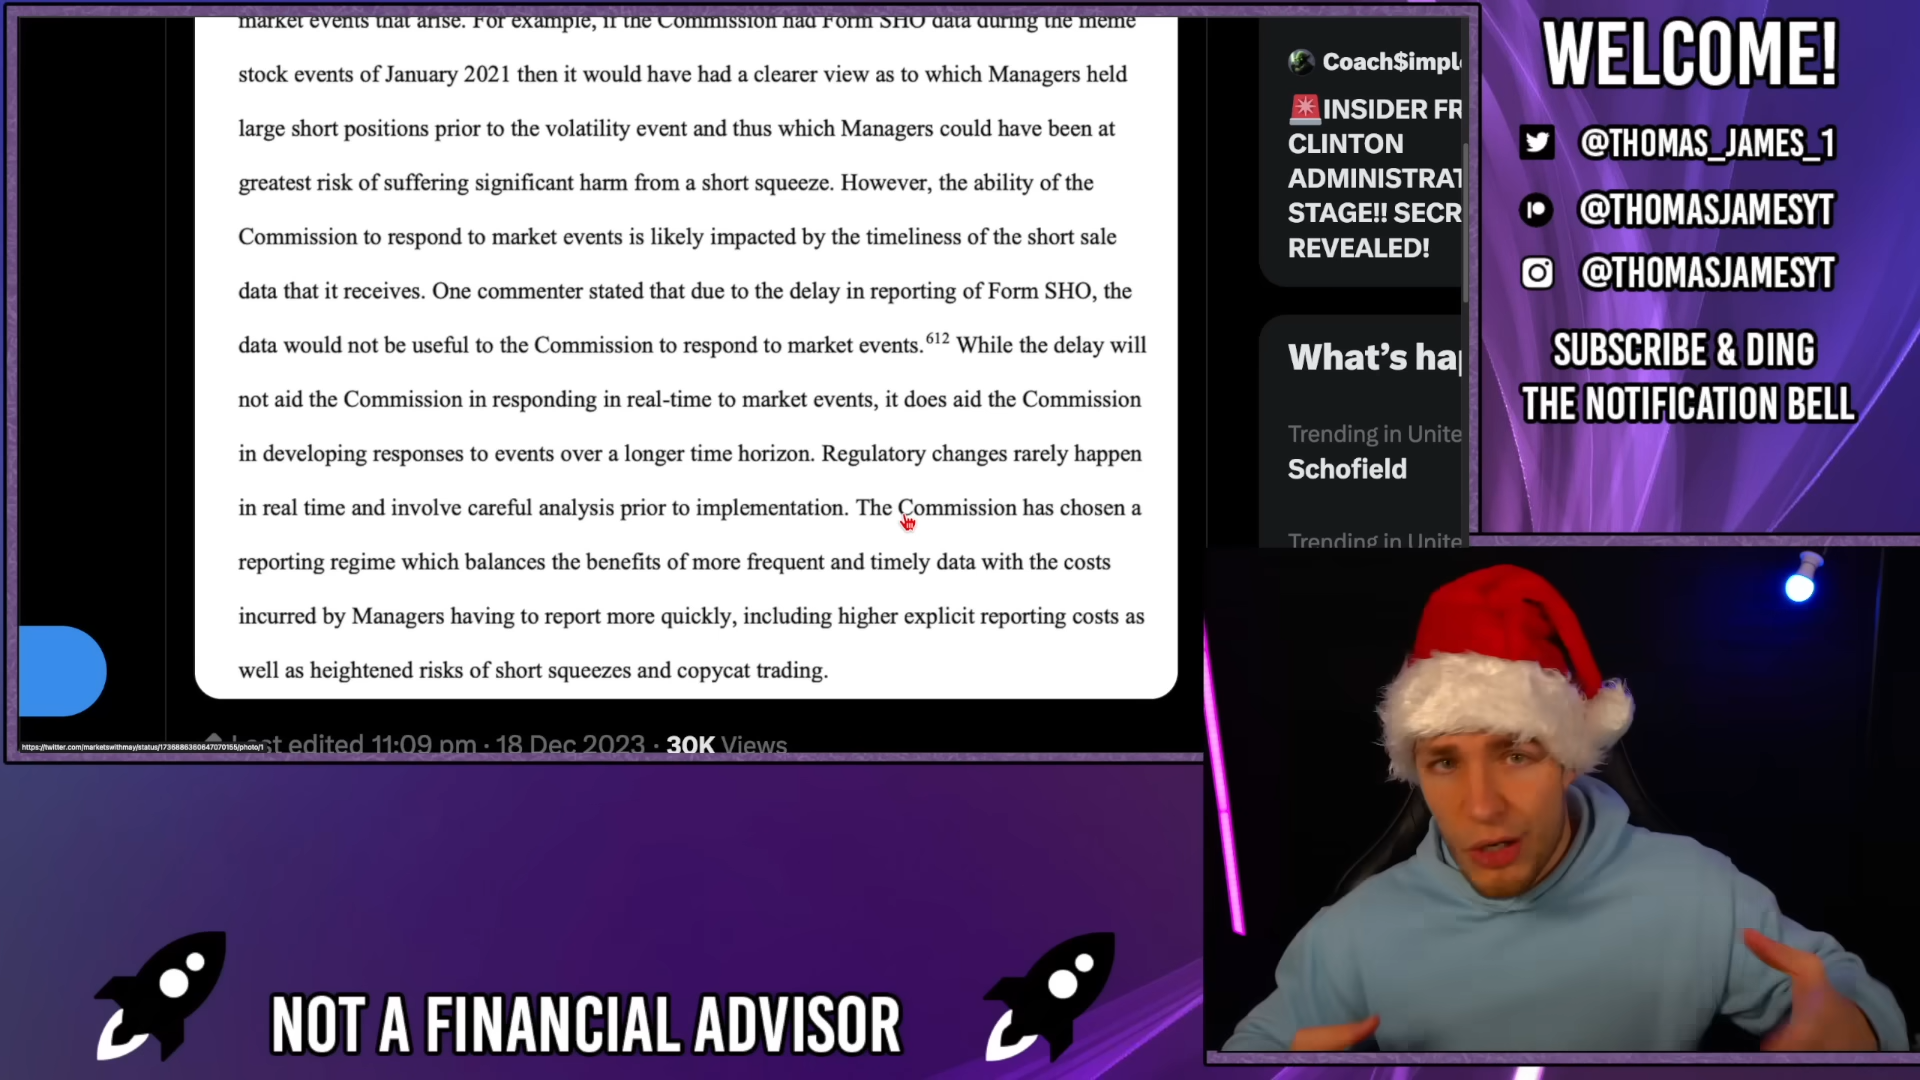 market events that arise. For example, if the Commission had Form SHO data during the meme
stock events of January 2021 then it would have had a clearer view as to which Managers held
large short positions prior to the volatility event and thus which Managers could have been at
greatest risk of suffering significant harm from a short squeeze. However, the ability of the
Commission to respond to market events is likely impacted by the timeliness of the short sale
data that it receives. One commenter stated that due to the delay in reporting of Form SHO, the
data would not be useful to the Commission to respond to market events.612 While the delay will
not aid the Commission in responding in real-time to market events, it does aid the Commission
in developing responses to events over a longer time horizon. Regulatory changes rarely happen
in real time and involve careful analysis prior to implementation. The Commission has chosen a
reporting regime which balances the benefits of more frequent and timely data with the costs
incurred by Managers having to report more quickly, including higher explicit reporting costs as
well as heightened risks of short squeezes and copycat trading.
https://twitter.com/marketswithmay/status/1736886360647070155/photo/1
st edited 11:09 pm · 18 Dec 2023 · 30K Views
Coach$impl
🚨INSIDER FR
CLINTON
ADMINISTRAT
STAGE!! SECR
REVEALED!
What’s ha
Trending in Unite
Schofield
Trending in Unite
WELCOME!
@THOMAS_JAMES_1
@THOMASJAMESYT
@THOMASJAMESYT
SUBSCRIBE & DING
THE NOTIFICATION BELL
NOT A FINANCIAL ADVISOR